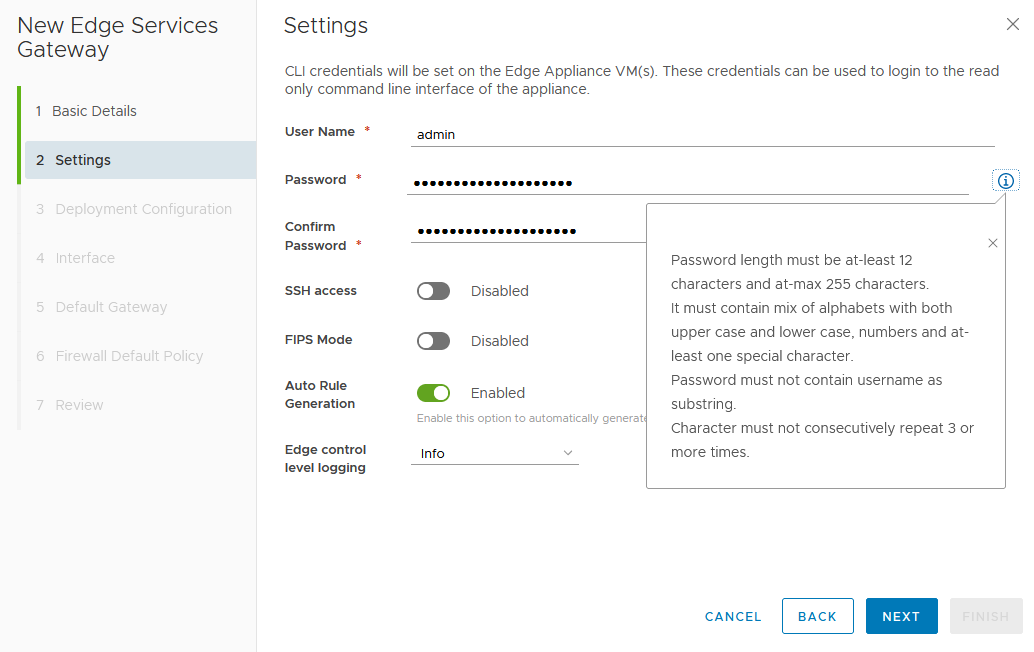 New Edge Services
Gateway
1 Basic Details
2 Settings
3 Deployment Configuration
4 Interface
5 Default Gateway
6 Firewall Default Policy
7 Review
Settings
CLI credentials will be set on the Edge Appliance VM(s). These credentials can be used to login to the read
only command line interface of the appliance.
User Name *
admin
Password *
••••••••••••••••••••
Confirm
Password *
••••••••••••••••••••
SSH access
Disabled
FIPS Mode
Disabled
Auto Rule
Generation
Enabled
Enable this option to automatically generate
Edge control
level logging
Info
Password length must be at-least 12
characters and at-max 255 characters.
It must contain mix of alphabets with both
upper case and lower case, numbers and at-
least one special character.
Password must not contain username as
substring.
Character must not consecutively repeat 3 or
more times.
CANCEL
BACK
NEXT
FINISH